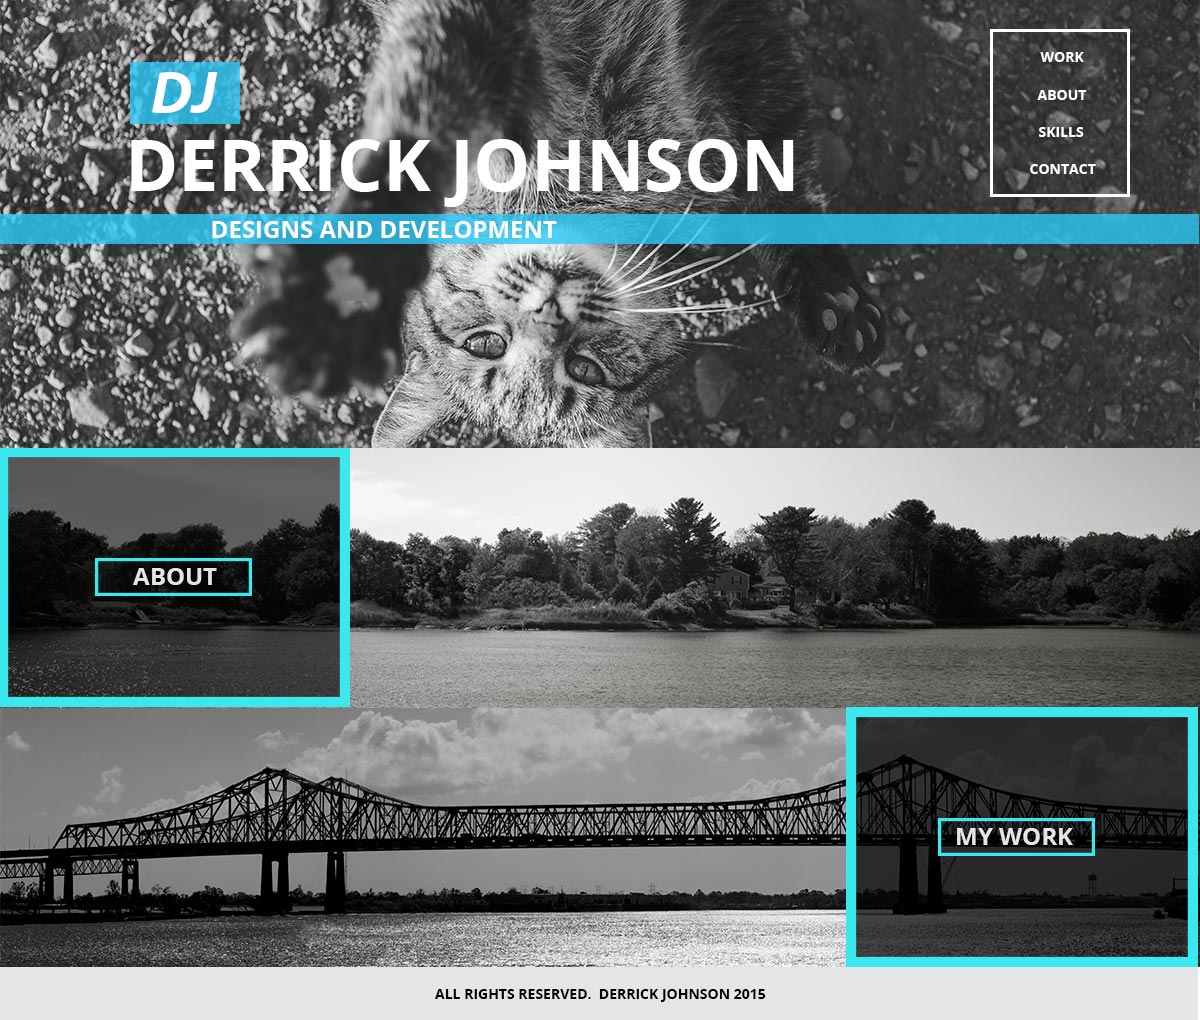 DJ
DERRICK JOHNSON
DESIGNS AND DEVELOPMENT
WORK
ABOUT
SKILLS
CONTACT
ABOUT
MY WORK
ALL RIGHTS RESERVED. DERRICK JOHNSON 2015